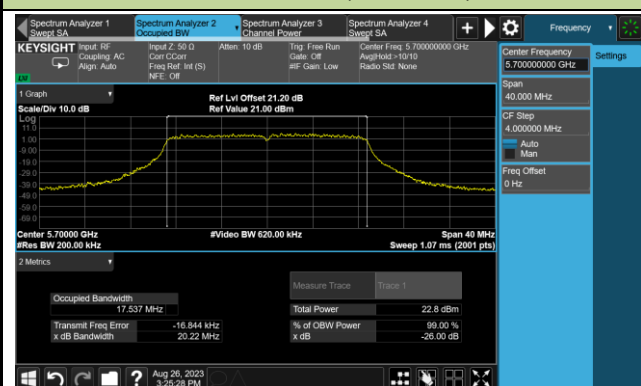 Spectrum Analyzer 1
Swept SA
Spectrum Analyzer 2
Occupied BW
Spectrum Analyzer 3
Channel Power
Spectrum Analyzer 4
Swept SA
Frequency
KEYSIGHT
Input: RF
Coupling: AC
Align: Auto
Input Z: 50 Ω
Corr CCorr
Freq Ref: Int (S)
NFE: Off
Atten: 10 dB
Trig: Free Run
Gate: Off
#IF Gain: Low
Center Freq: 5.700000000 GHz
Avg|Hold:>10/10
Radio Std: None
LXI
Center Frequency
5.700000000 GHz
Settings
Span
40.000 MHz
CF Step
4.000000 MHz
Auto
Man
Freq Offset
0 Hz
1 Graph
Scale/Div 10.0 dB
Ref Lvl Offset 21.20 dB
Ref Value 21.00 dBm
Log
11.0
1.00
-9.00
-19.0
-29.0
-39.0
-49.0
-59.0
-69.0
Center 5.70000 GHz
#Video BW 620.00 kHz
Span 40 MHz
#Res BW 200.00 kHz
Sweep 1.07 ms (2001 pts)
2 Metrics
Measure Trace
Trace 1
Occupied Bandwidth
17.537 MHz
Total Power
22.8 dBm
Transmit Freq Error
-16.844 kHz
% of OBW Power
99.00 %
x dB Bandwidth
20.22 MHz
x dB
-26.00 dB
Aug 26, 2023
3:25:28 PM